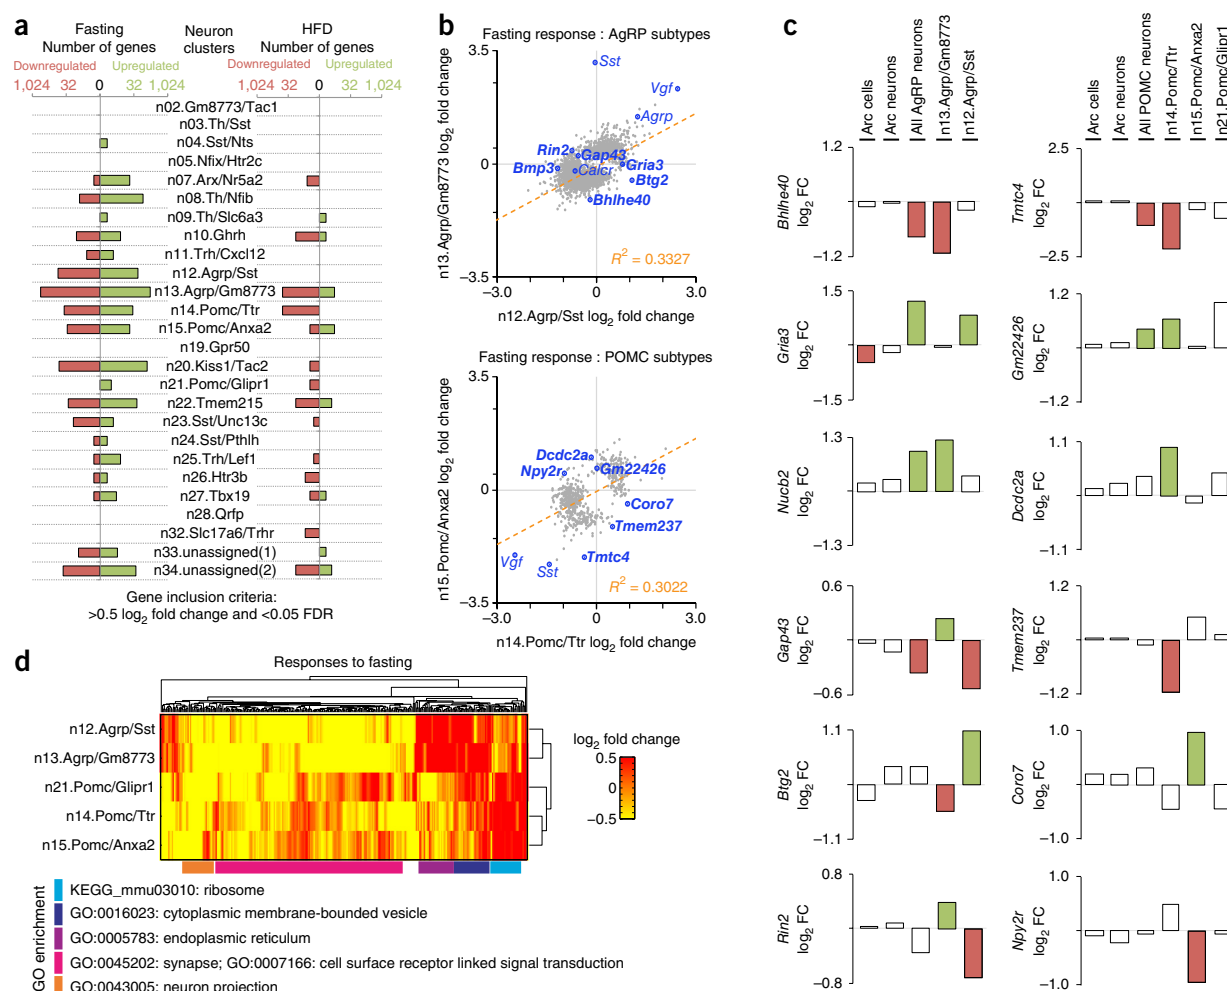 a
Fasting
Number of genes
Neuron
clusters
HFD
Number of genes
Downregulated
Upregulated
Downregulated
Upregulated
1,024 32 0 32 1,024
1,024 32 0 32 1,024
n02.Gm8773/Tac1
n03.Th/Sst
n04.Sst/Nts
n05.Nfix/Htr2c
n07.Arx/Nr5a2
n08.Th/Nfib
n09.Th/Slc6a3
n10.Ghrh
n11.Trh/Cxcl12
n12.Agrp/Sst
n13.Agrp/Gm8773
n14.Pomc/Ttr
n15.Pomc/Anxa2
n19.Gpr50
n20.Kiss1/Tac2
n21.Pomc/Glipr1
n22.Tmem215
n23.Sst/Unc13c
n24.Sst/Pthlh
n25.Trh/Lef1
n26.Htr3b
n27.Tbx19
n28.Qrfp
n32.Slc17a6/Trhr
n33.unassigned(1)
n34.unassigned(2)
Gene inclusion criteria:
>0.5 log2 fold change and <0.05 FDR
b
Fasting response : AgRP subtypes
n13.Agrp/Gm8773 log2 fold change
3.5
0
−3.5
Sst
Vgf
Agrp
Rin2
Gap43
Bmp3
Calcr
Gria3
Btg2
Bhlhe40
R2 = 0.3327
−3.0 0 3.0
n12.Agrp/Sst log2 fold change
Fasting response : POMC subtypes
n15.Pomc/Anxa2 log2 fold change
3.5
0
−3.5
Dcdc2a
Npy2r
Gm22426
Coro7
Tmem237
Tmtc4
Vgf
Sst
R2 = 0.3022
−3.0 0 3.0
n14.Pomc/Ttr log2 fold change
c
Arc cells
Arc neurons
All AgRP neurons
n13.Agrp/Gm8773
n12.Agrp/Sst
Arc cells
Arc neurons
All POMC neurons
n14.Pomc/Ttr
n15.Pomc/Anxa2
n21.Pomc/Glipr1
Bhlhe40
log2 FC
1.2
−1.2
Tmtc4
log2 FC
2.5
−2.5
Gria3
log2 FC
1.5
−1.5
Gm22426
log2 FC
1.2
−1.2
Nucb2
log2 FC
1.3
−1.3
Dcdc2a
log2 FC
1.1
−1.1
Gap43
log2 FC
0.6
−0.6
Tmem237
log2 FC
1.2
−1.2
Btg2
log2 FC
1.1
−1.1
Coro7
log2 FC
1.0
−1.0
Rin2
log2 FC
0.8
−0.8
Npy2r
log2 FC
1.0
−1.0
d
Responses to fasting
n12.Agrp/Sst
n13.Agrp/Gm8773
n21.Pomc/Glipr1
n14.Pomc/Ttr
n15.Pomc/Anxa2
log2 fold change
0.5
0
−0.5
GO enrichment
KEGG_mmu03010: ribosome
GO:0016023: cytoplasmic membrane-bounded vesicle
GO:0005783: endoplasmic reticulum
GO:0045202: synapse; GO:0007166: cell surface receptor linked signal transduction
GO:0043005: neuron projection